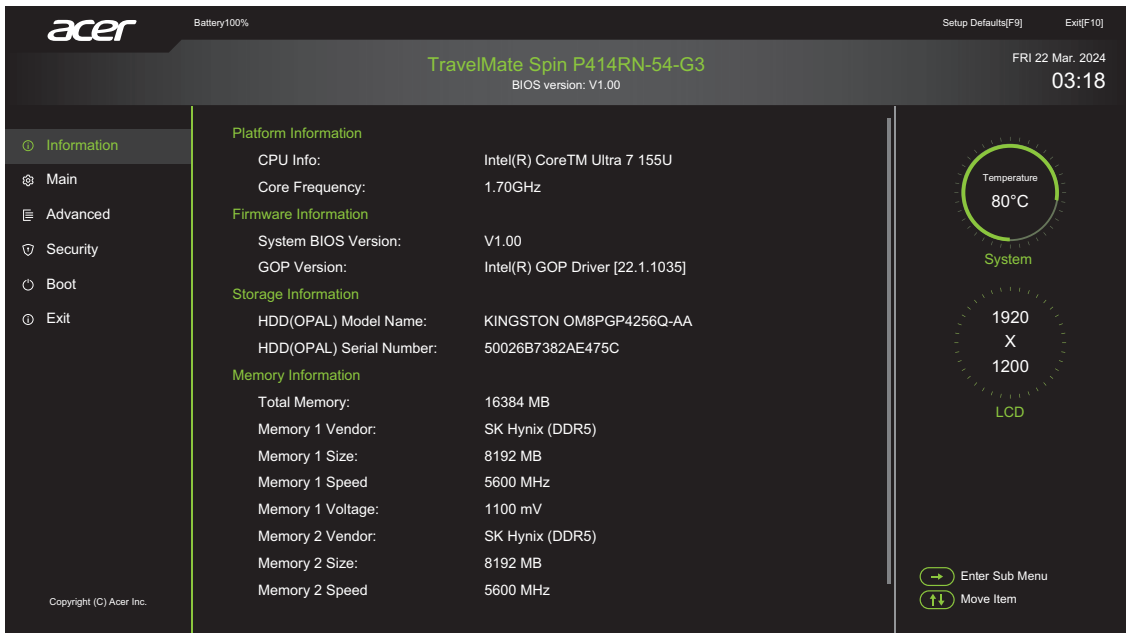 acer
Battery100%
Setup Defaults[F9] Exit[F10]
TravelMate Spin P414RN-54-G3
BIOS version: V1.00
FRI 22 Mar. 2024
03:18
Information
Main
Advanced
Security
Boot
Exit
Copyright (C) Acer Inc.
Platform Information
CPU Info: Intel(R) CoreTM Ultra 7 155U
Core Frequency: 1.70GHz
Firmware Information
System BIOS Version: V1.00
GOP Version: Intel(R) GOP Driver [22.1.1035]
Storage Information
HDD(OPAL) Model Name: KINGSTON OM8PGP4256Q-AA
HDD(OPAL) Serial Number: 50026B7382AE475C
Memory Information
Total Memory: 16384 MB
Memory 1 Vendor: SK Hynix (DDR5)
Memory 1 Size: 8192 MB
Memory 1 Speed 5600 MHz
Memory 1 Voltage: 1100 mV
Memory 2 Vendor: SK Hynix (DDR5)
Memory 2 Size: 8192 MB
Memory 2 Speed 5600 MHz
Temperature
80°C
System
1920
X
1200
LCD
Enter Sub Menu
Move Item